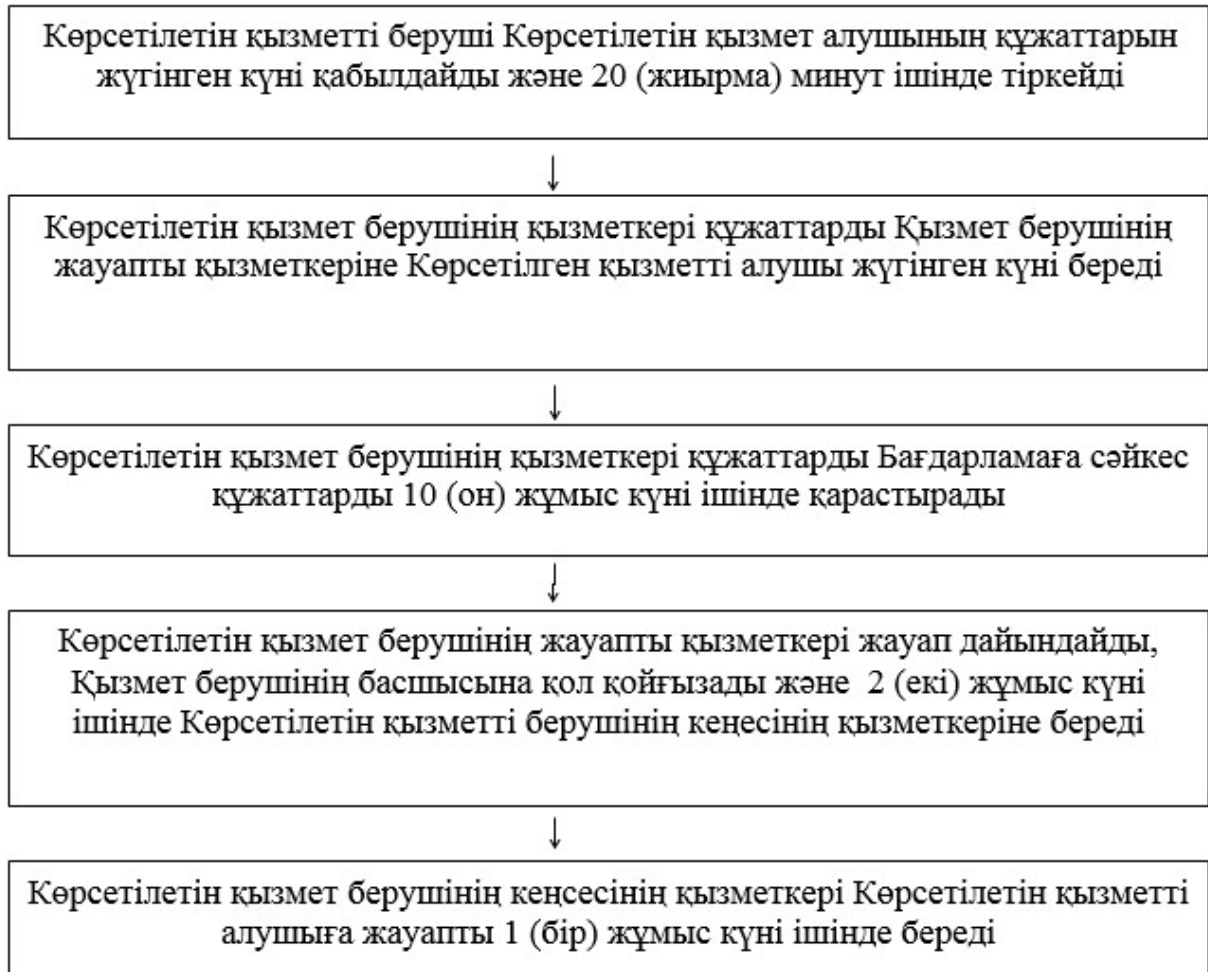 Көрсетілетін қызметті беруші Көрсетілетін қызмет алушының құжаттарын
жүгінген күні қабылдайды және 20 (жиырма) минут ішінде тіркейді
Көрсетілетін қызмет берушінің қызметкері құжаттарды Қызмет берушінің
жауапты қызметкеріне Көрсетілген қызметті алушы жүгінген күні береді
Көрсетілетін қызмет берушінің қызметкері құжаттарды Бағдарламаға сәйкес
құжаттарды 10 (он) жұмыс күні ішінде қарастырады
Көрсетілетін қызмет берушінің жауапты қызметкері жауап дайындайды,
Қызмет берушінің басшысына қол қойғызады және 2 (екі) жұмыс күні
ішінде Көрсетілетін қызметті берушінің кеңесінің қызметкеріне береді
Көрсетілетін қызмет берушінің кеңсесінің қызметкері Көрсетілетін қызметті
алушыға жауапты 1 (бір) жұмыс күні ішінде береді